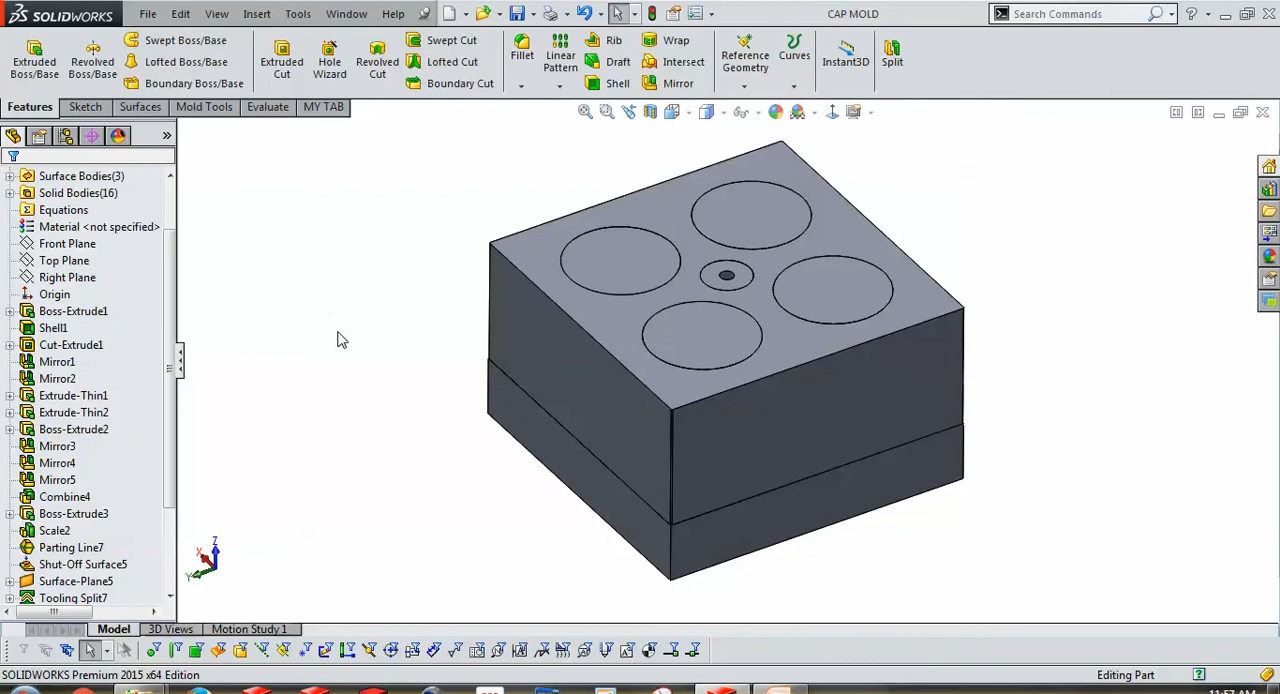 SOLIDWORKS File Edit View Insert Tools Window Help CAP MOLD Search Commands ?
Extruded Boss/Base
Revolved Boss/Base
Swept Boss/Base
Lofted Boss/Base
Boundary Boss/Base
Extruded Cut
Hole Wizard
Revolved Cut
Swept Cut
Lofted Cut
Boundary Cut
Fillet
Linear Pattern
Rib
Draft
Shell
Wrap
Intersect
Mirror
Reference Geometry
Curves
Instant3D
Split
Features Sketch Surfaces Mold Tools Evaluate MY TAB
Surface Bodies(3)
Solid Bodies(16)
Equations
Material <not specified>
Front Plane
Top Plane
Right Plane
Origin
Boss-Extrude1
Shell1
Cut-Extrude1
Mirror1
Mirror2
Extrude-Thin1
Extrude-Thin2
Boss-Extrude2
Mirror3
Mirror4
Mirror5
Combine4
Boss-Extrude3
Scale2
Parting Line7
Shut-Off Surface5
Surface-Plane5
Tooling Split7
Z
X
Y
Model 3D Views Motion Study 1
SOLIDWORKS Premium 2015 x64 Edition Editing Part
11:57 AM